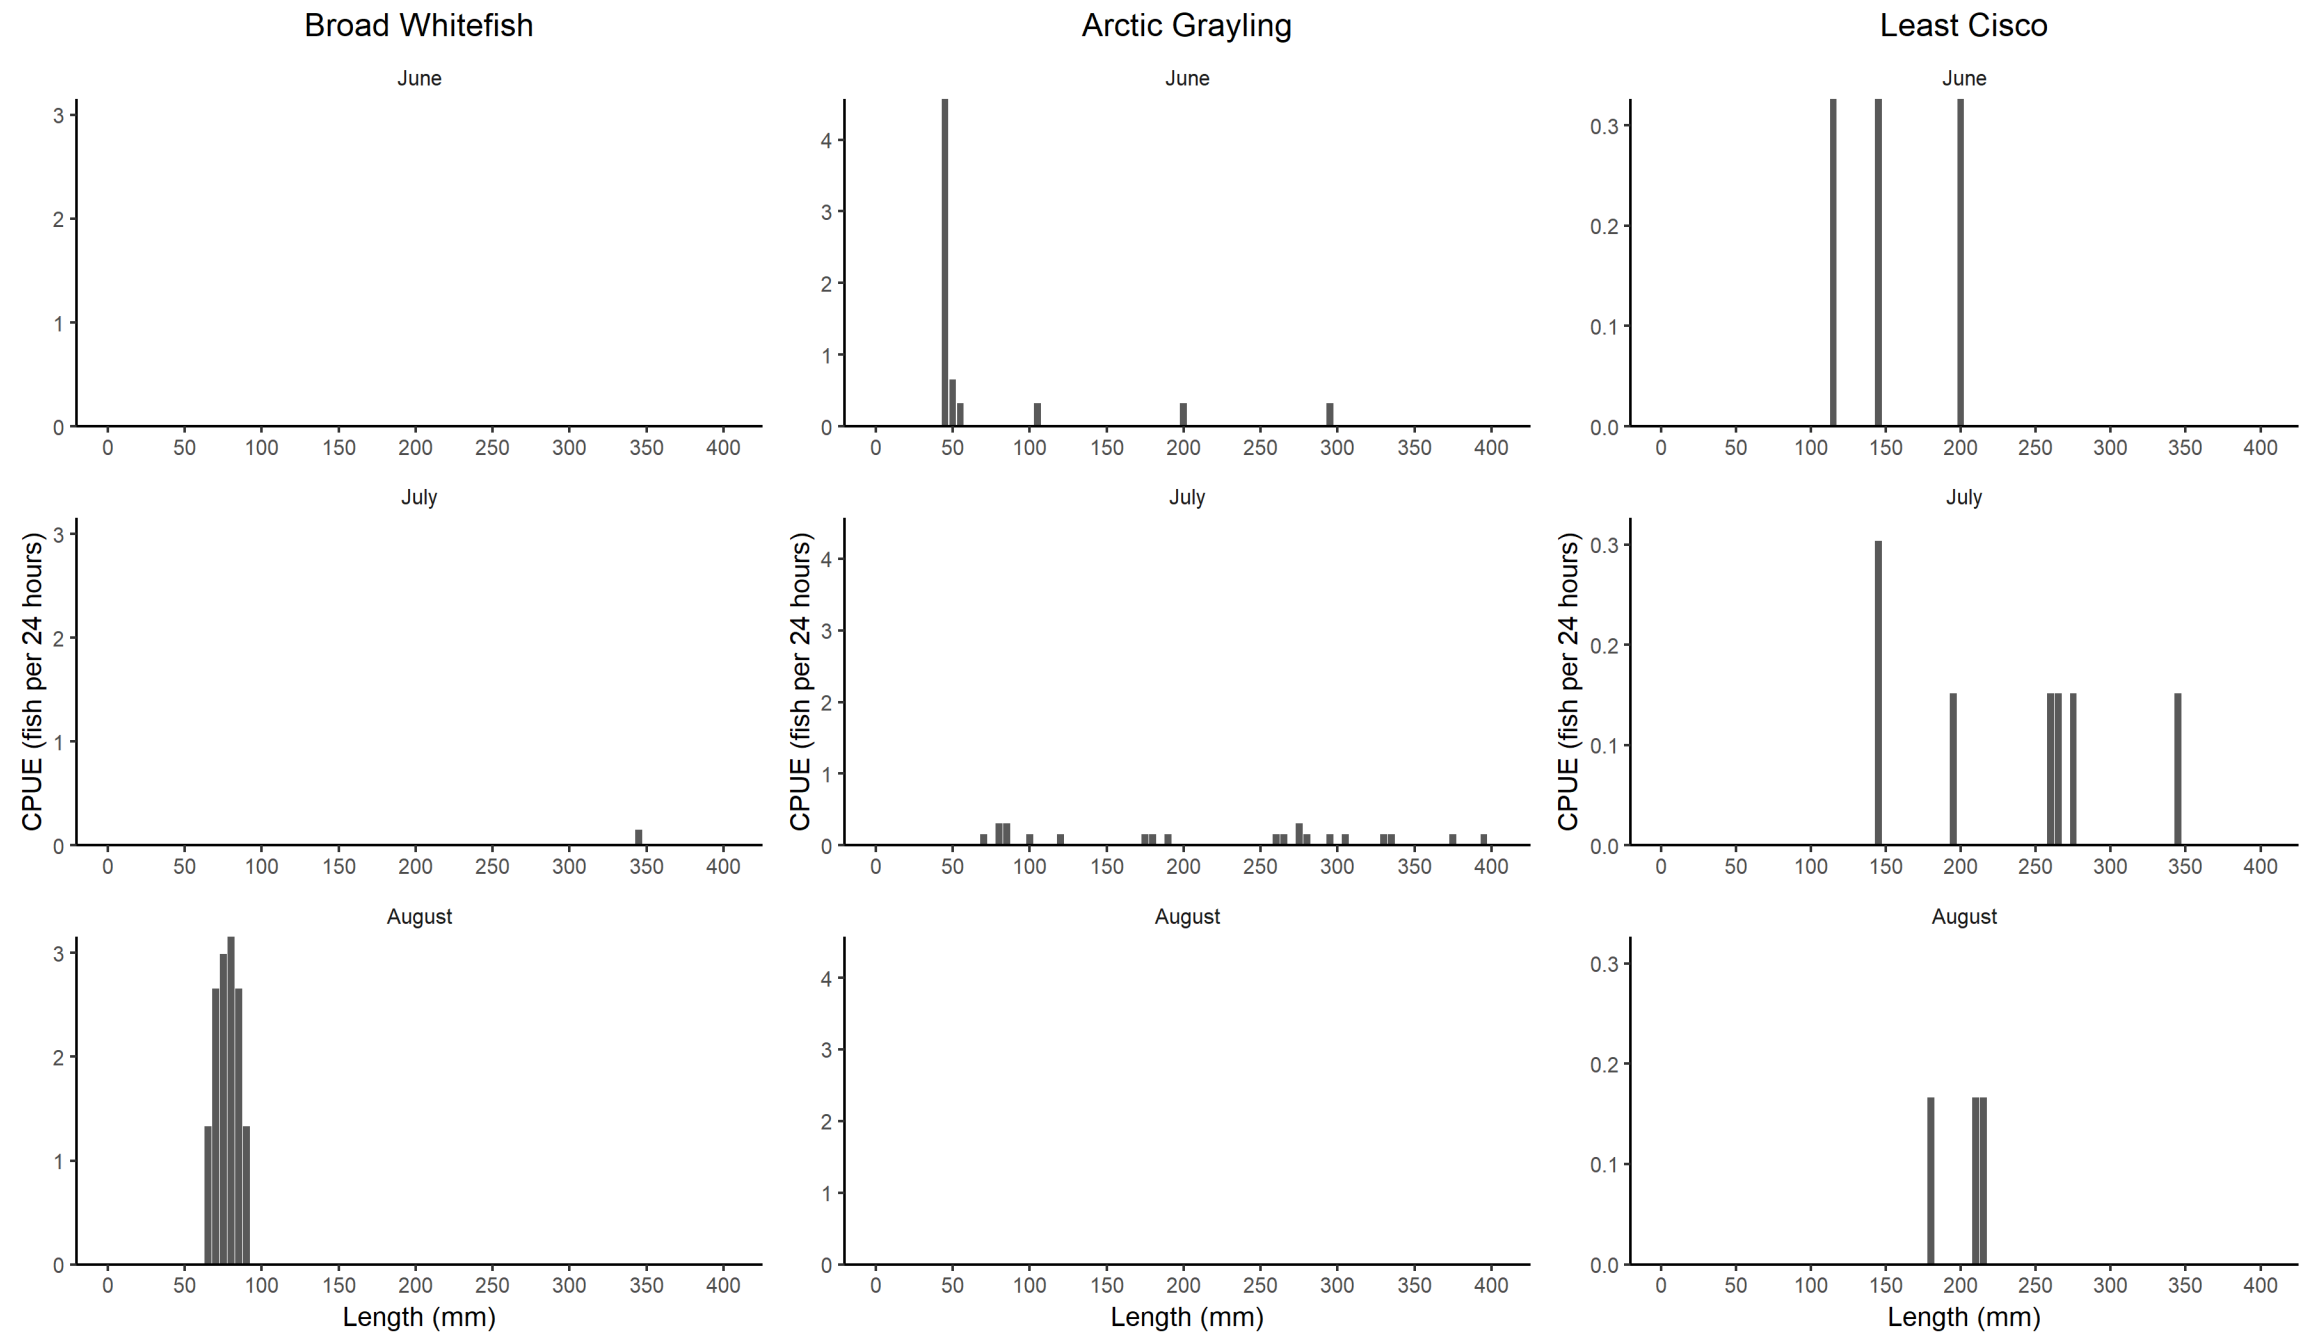 Broad Whitefish Arctic Grayling Least Cisco
June June June
3 4 0.3
2 3 0.2
1 2 0.1
0 1 0.0
0
0 50 100 150 200 250 300 350 400 0 50 100 150 200 250 300 350 400 0 50 100 150 200 250 300 350 400
July July July
CPUE (fish per 24 hours) CPUE (fish per 24 hours) CPUE (fish per 24 hours)
3 4 0.3
2 3 0.2
1 2 0.1
0 1 0.0
0
0 50 100 150 200 250 300 350 400 0 50 100 150 200 250 300 350 400 0 50 100 150 200 250 300 350 400
August August August
3 4 0.3
2 3 0.2
1 2 0.1
0 1 0.0
0
0 50 100 150 200 250 300 350 400 0 50 100 150 200 250 300 350 400 0 50 100 150 200 250 300 350 400
Length (mm) Length (mm) Length (mm)